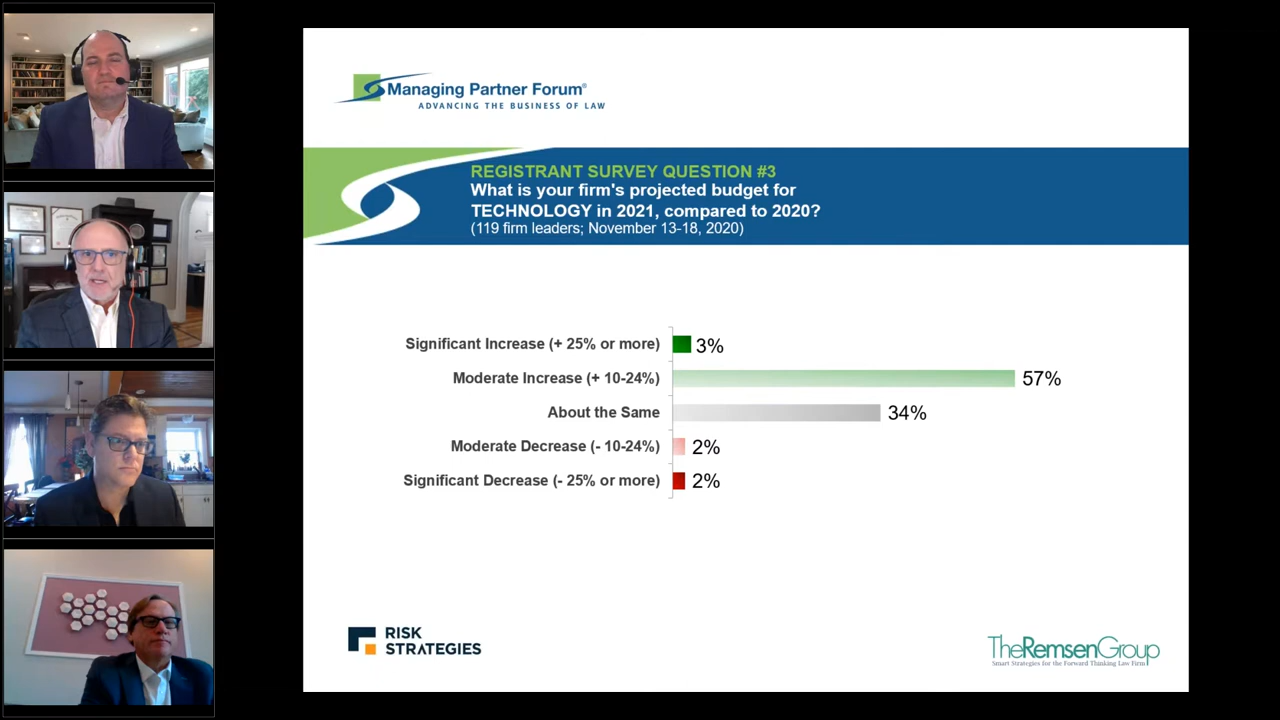 Managing Partner Forum®
ADVANCING THE BUSINESS OF LAW
REGISTRANT SURVEY QUESTION #3
What is your firm's projected budget for
TECHNOLOGY in 2021, compared to 2020?
(119 firm leaders; November 13-18, 2020)
Significant Increase (+ 25% or more) 3%
Moderate Increase (+ 10-24%) 57%
About the Same 34%
Moderate Decrease (- 10-24%) 2%
Significant Decrease (- 25% or more) 2%
RISK
STRATEGIES
TheRemsenGroup
Smart Strategies for the Forward Thinking Law Firm